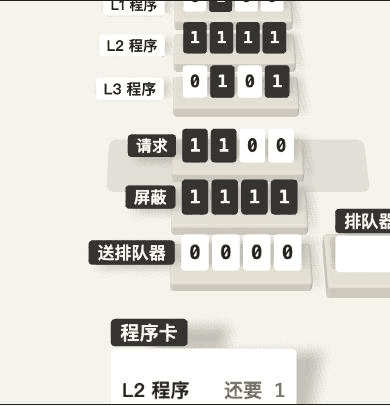 L1 程序
L2 程序 1 1 1 1
L3 程序 0 1 0 1
请求 1 1 0 0
屏蔽 1 1 1 1
送排队器 0 0 0 0
排队器
程序卡
L2 程序 还要 1